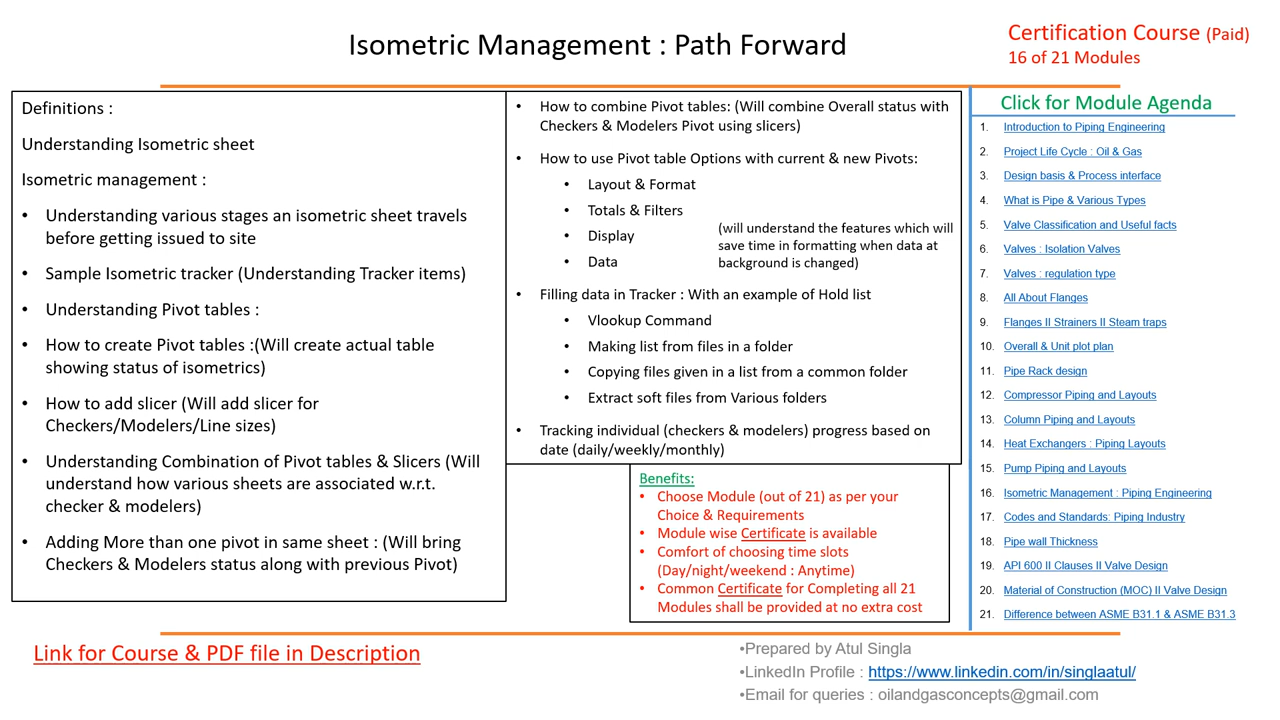 Isometric Management : Path Forward
Certification Course (Paid)
16 of 21 Modules
Definitions :
Understanding Isometric sheet
Isometric management :
• Understanding various stages an isometric sheet travels
before getting issued to site
• Sample Isometric tracker (Understanding Tracker items)
• Understanding Pivot tables :
• How to create Pivot tables :(Will create actual table
showing status of isometrics)
• How to add slicer (Will add slicer for
Checkers/Modelers/Line sizes)
• Understanding Combination of Pivot tables & Slicers (Will
understand how various sheets are associated w.r.t.
checker & modelers)
• Adding More than one pivot in same sheet : (Will bring
Checkers & Modelers status along with previous Pivot)
• How to combine Pivot tables: (Will combine Overall status with
Checkers & Modelers Pivot using slicers)
• How to use Pivot table Options with current & new Pivots:
• Layout & Format
• Totals & Filters
• Display
• Data
(will understand the features which will
save time in formatting when data at
background is changed)
• Filling data in Tracker : With an example of Hold list
• Vlookup Command
• Making list from files in a folder
• Copying files given in a list from a common folder
• Extract soft files from Various folders
• Tracking individual (checkers & modelers) progress based on
date (daily/weekly/monthly)
Benefits:
• Choose Module (out of 21) as per your
Choice & Requirements
• Module wise Certificate is available
• Comfort of choosing time slots
(Day/night/weekend : Anytime)
• Common Certificate for Completing all 21
Modules shall be provided at no extra cost
Click for Module Agenda
1. Introduction to Piping Engineering
2. Project Life Cycle : Oil & Gas
3. Design basis & Process interface
4. What is Pipe & Various Types
5. Valve Classification and Useful facts
6. Valves : Isolation Valves
7. Valves : regulation type
8. All About Flanges
9. Flanges II Strainers II Steam traps
10. Overall & Unit plot plan
11. Pipe Rack design
12. Compressor Piping and Layouts
13. Column Piping and Layouts
14. Heat Exchangers : Piping Layouts
15. Pump Piping and Layouts
16. Isometric Management : Piping Engineering
17. Codes and Standards: Piping Industry
18. Pipe wall Thickness
19. API 600 II Clauses II Valve Design
20. Material of Construction (MOC) II Valve Design
21. Difference between ASME B31.1 & ASME B31.3
Link for Course & PDF file in Description
•Prepared by Atul Singla
•LinkedIn Profile : https://www.linkedin.com/in/singlaatul/
•Email for queries : oilandgasconcepts@gmail.com